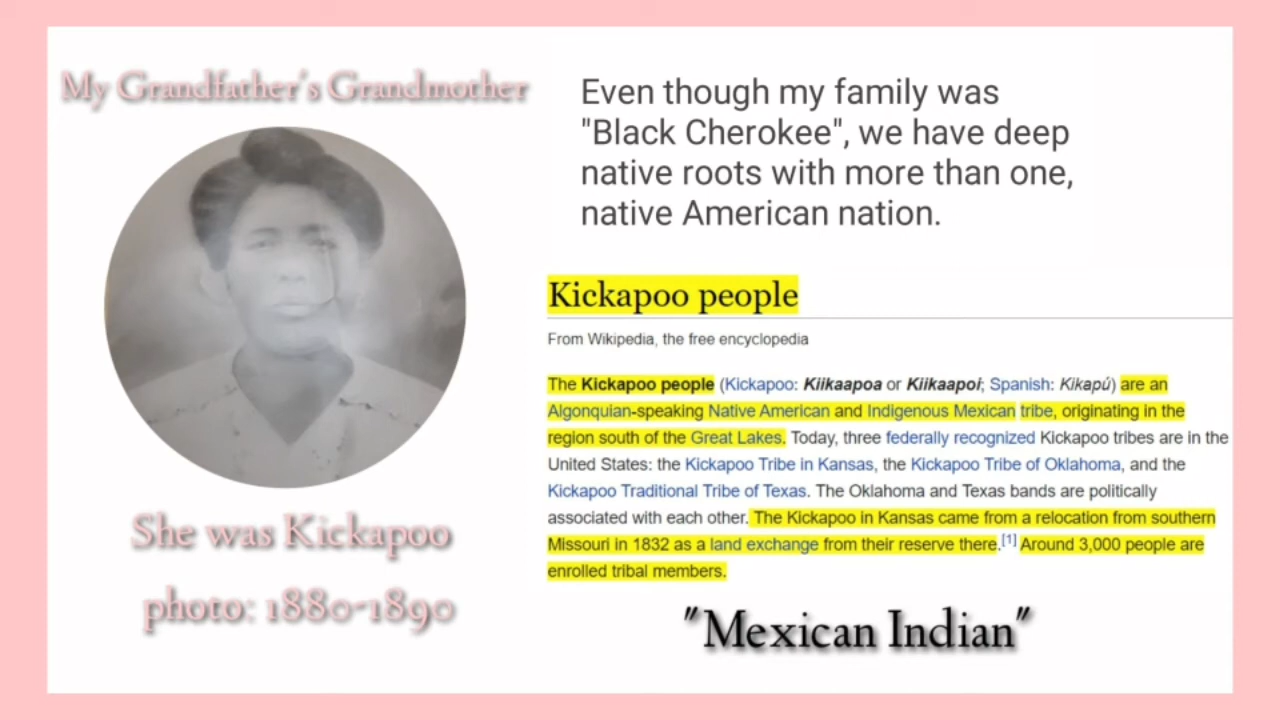 My Grandfather's Grandmother
Even though my family was
"Black Cherokee", we have deep
native roots with more than one,
native American nation.
Kickapoo people
From Wikipedia, the free encyclopedia
The Kickapoo people (Kickapoo: Kiikaapoa or Kiikaapoi; Spanish: Kikapú) are an
Algonquian-speaking Native American and Indigenous Mexican tribe, originating in the
region south of the Great Lakes. Today, three federally recognized Kickapoo tribes are in the
United States: the Kickapoo Tribe in Kansas, the Kickapoo Tribe of Oklahoma, and the
Kickapoo Traditional Tribe of Texas. The Oklahoma and Texas bands are politically
associated with each other. The Kickapoo in Kansas came from a relocation from southern
Missouri in 1832 as a land exchange from their reserve there.[1] Around 3,000 people are
enrolled tribal members.
"Mexican Indian"
She was Kickapoo
photo: 1880-1890